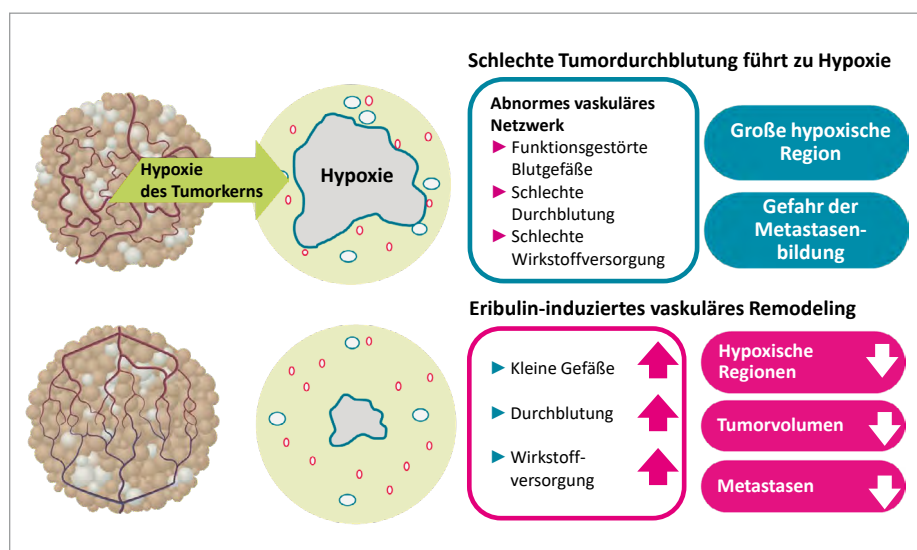 Schlechte Tumordurchblutung führt zu Hypoxie
Hypoxie
des Tumorkerns
Hypoxie
Abnormes vaskuläres
Netzwerk
Funktionsgestörte
Blutgefäße
Schlechte
Durchblutung
Schlechte
Wirkstoffversorgung
Große hypoxische
Region
Gefahr der
Metastasen-
bildung
Eribulin-induziertes vaskuläres Remodeling
Kleine Gefäße
Durchblutung
Wirkstoff-
versorgung
Hypoxische
Regionen
Tumorvolumen
Metastasen